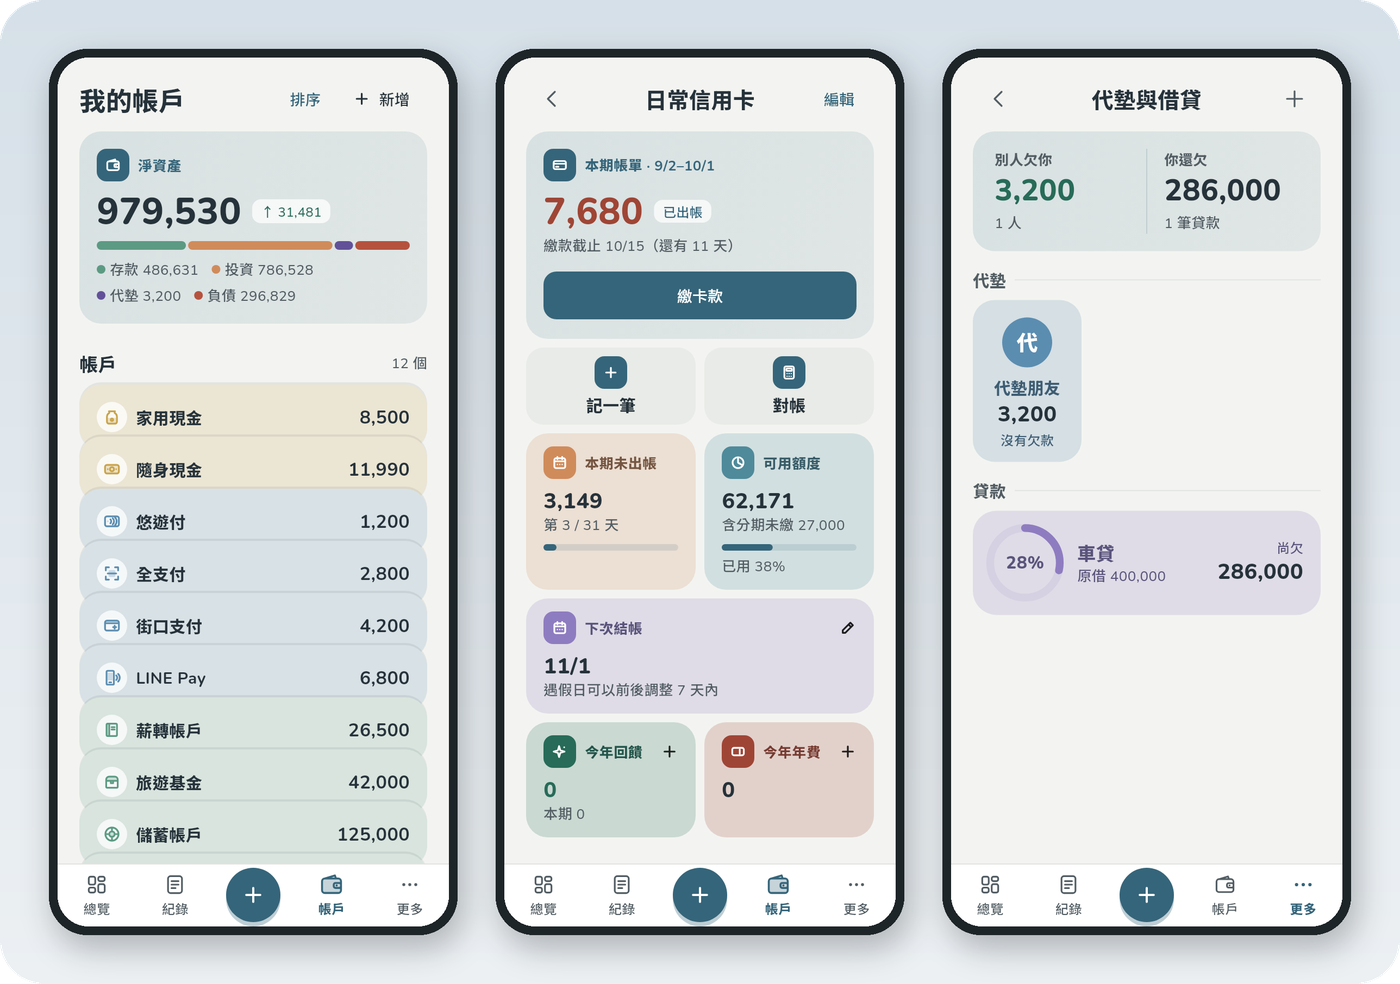 我的帳戶
排序
+ 新增
淨資產
979,530
↑ 31,481
存款 486,631
投資 786,528
代墊 3,200
負債 296,829
帳戶
12 個
家用現金
8,500
隨身現金
11,990
悠遊付
1,200
全支付
2,800
街口支付
4,200
LINE Pay
6,800
薪轉帳戶
26,500
旅遊基金
42,000
儲蓄帳戶
125,000
總覽
紀錄
帳戶
更多
日常信用卡
編輯
本期帳單 · 9/2–10/1
7,680
已出帳
繳款截止 10/15（還有 11 天）
繳卡款
記一筆
對帳
本期未出帳
3,149
第 3 / 31 天
可用額度
62,171
含分期未繳 27,000
已用 38%
下次結帳
11/1
遇假日可以前後調整 7 天內
今年回饋
0
本期 0
今年年費
0
總覽
紀錄
帳戶
更多
代墊與借貸
別人欠你
3,200
1 人
你還欠
286,000
1 筆貸款
代墊
代
代墊朋友
3,200
沒有欠款
貸款
28%
車貸
原借 400,000
尚欠
286,000
總覽
紀錄
帳戶
更多